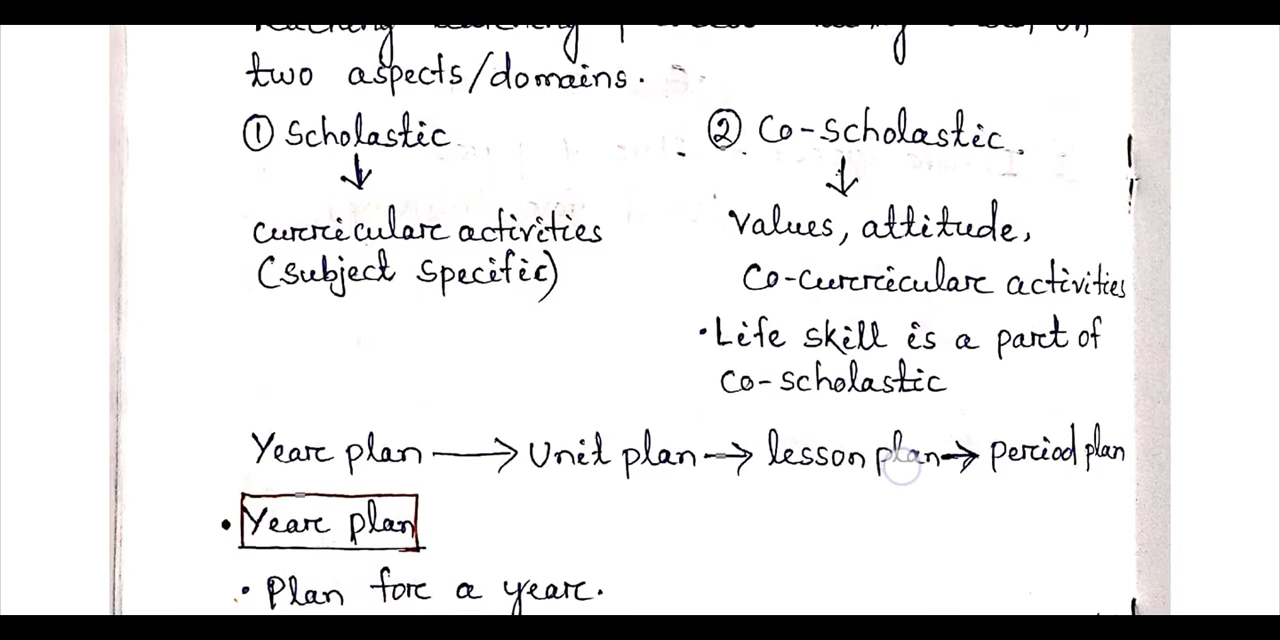 two aspects/domains.
① Scholastic
② Co-scholastic.
↓
↓
curricular activities
(subject specific)
values, attitude,
co-curricular activities
• Life skill is a part of
co-scholastic
Year plan → Unit plan → lesson plan → period plan
• Year plan
• Plan for a year.